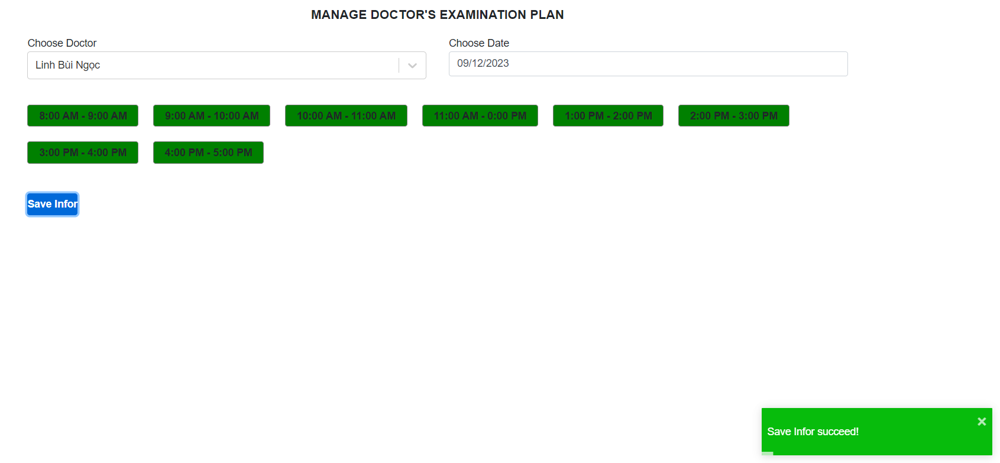 MANAGE DOCTOR'S EXAMINATION PLAN
Choose Doctor
Choose Date
Linh Bùi Ngọc
09/12/2023
8:00 AM - 9:00 AM
9:00 AM - 10:00 AM
10:00 AM - 11:00 AM
11:00 AM - 0:00 PM
1:00 PM - 2:00 PM
2:00 PM - 3:00 PM
3:00 PM - 4:00 PM
4:00 PM - 5:00 PM
Save Infor
Save Infor succeed!